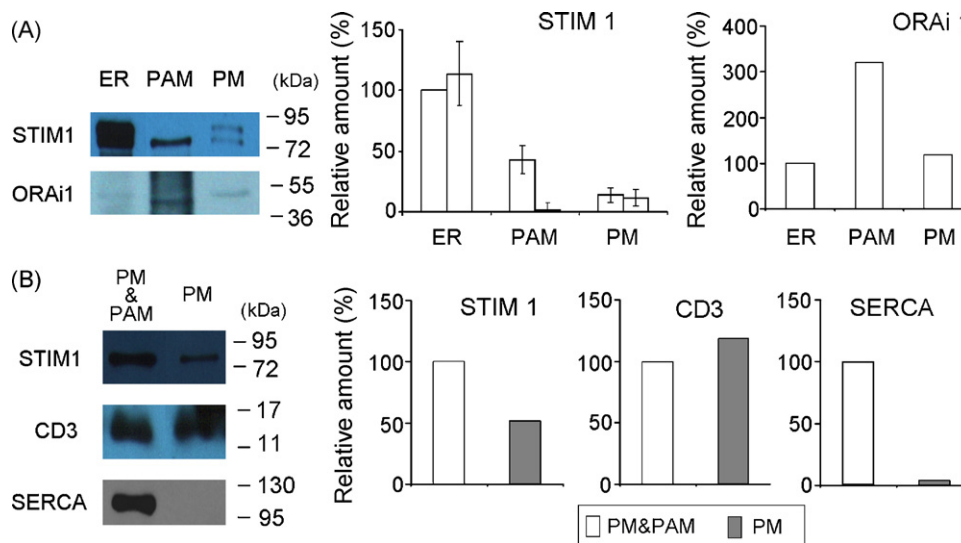 (A)
ER PAM PM (kDa)
STIM1
95
72
ORAi1
55
36
STIM 1
Relative amount (%)
150
100
50
0
ER PAM PM
ORAi 1
Relative amount (%)
400
300
200
100
0
ER PAM PM
(B)
PM
&
PAM
PM
(kDa)
STIM1
95
72
CD3
17
11
SERCA
130
95
STIM 1
Relative amount (%)
150
100
50
0
CD3
150
100
50
0
SERCA
150
100
50
0
PM&PAM PM